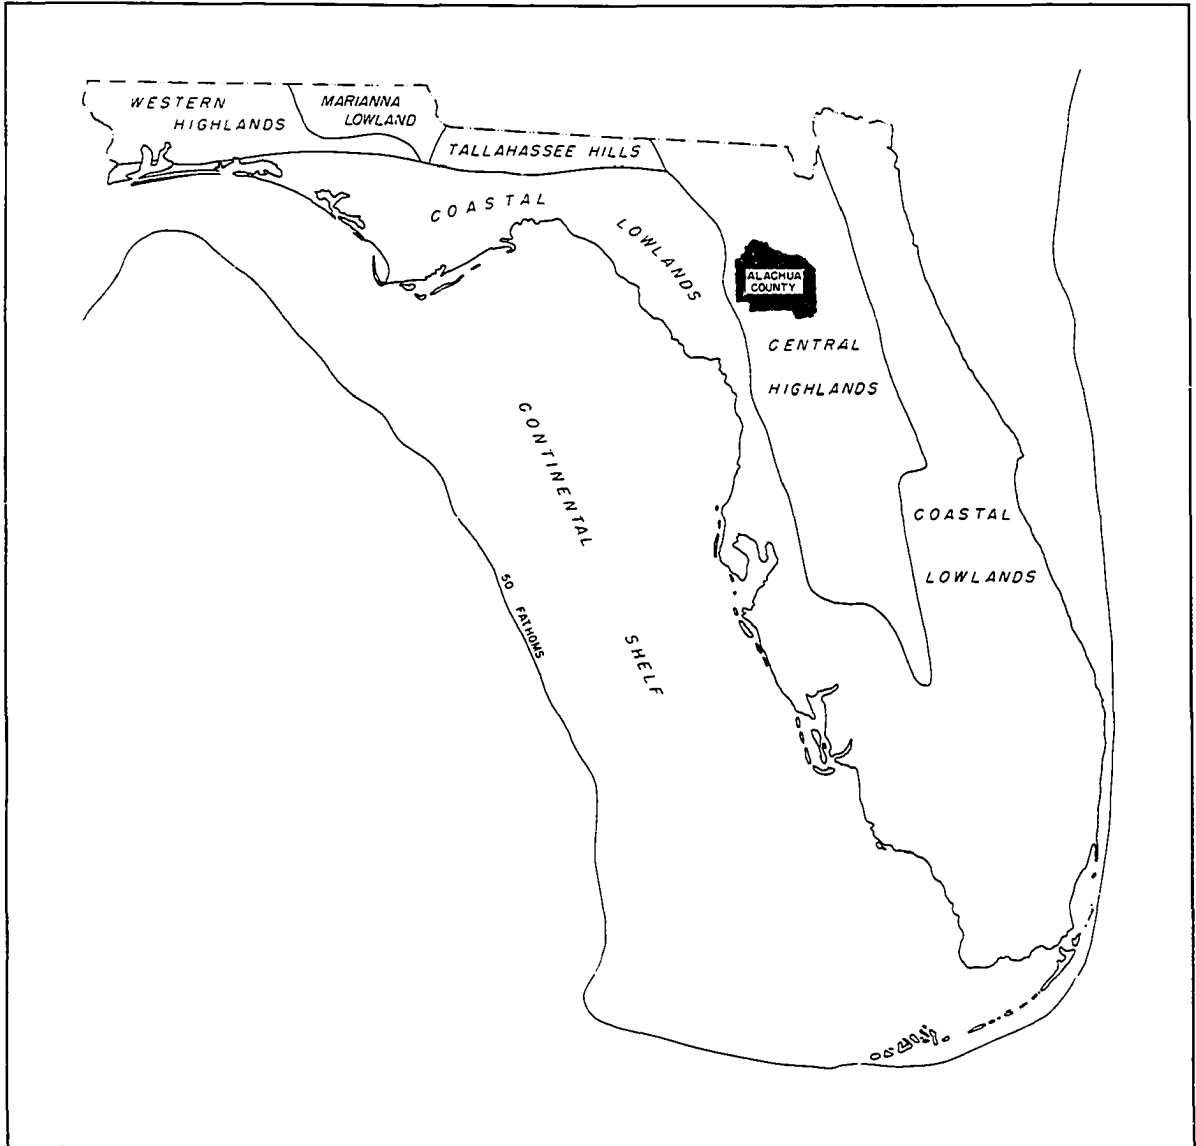 WESTERN
HIGHLANDS
MARIANNA
LOWLAND
TALLAHASSEE HILLS
COASTAL
LOWLANDS
ALACHUA
COUNTY
CENTRAL
HIGHLANDS
CONTINENTAL
SHELF
COASTAL
LOWLANDS
50 FATHOMS